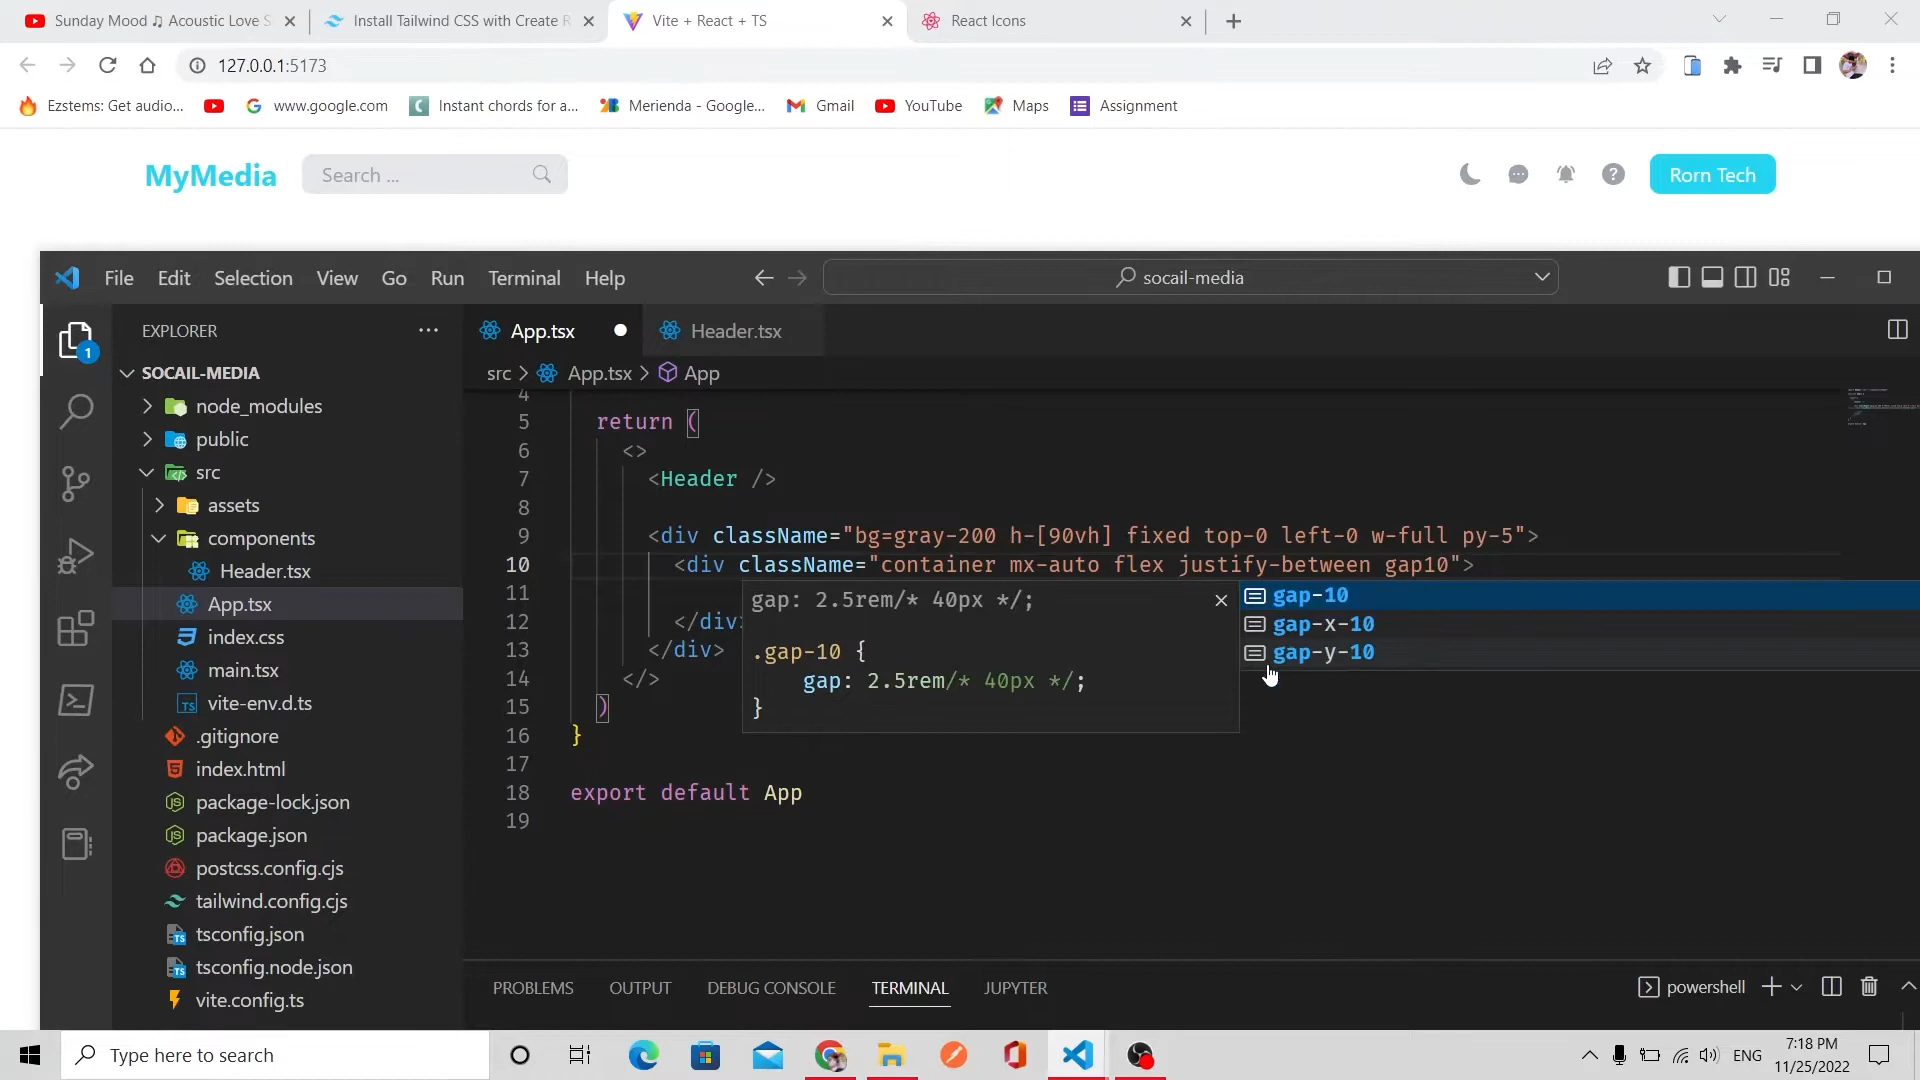 Sunday Mood ♫ Acoustic Love S
Install Tailwind CSS with Create R
Vite + React + TS
React Icons
127.0.0.1:5173
Ezstems: Get audio...
www.google.com
Instant chords for a...
Merienda - Google...
Gmail
YouTube
Maps
Assignment
MyMedia
Search ...
Rorn Tech
File Edit Selection View Go Run Terminal Help
socail-media
EXPLORER
App.tsx
Header.tsx
1
SOCAIL-MEDIA
src > App.tsx > App
node_modules
public
src
assets
components
Header.tsx
App.tsx
index.css
main.tsx
vite-env.d.ts
.gitignore
index.html
package-lock.json
package.json
postcss.config.cjs
tailwind.config.cjs
tsconfig.json
tsconfig.node.json
vite.config.ts
4
5 return (
6 <>
7 <Header />
8
9 <div className="bg=gray-200 h-[90vh] fixed top-0 left-0 w-full py-5">
10 <div className="container mx-auto flex justify-between gap10">
11
12 </div>
13 </div>
14 </>
15 )
16 }
17
18 export default App
19
gap: 2.5rem/* 40px */;
.gap-10 {
gap: 2.5rem/* 40px */;
}
gap-10
gap-x-10
gap-y-10
PROBLEMS OUTPUT DEBUG CONSOLE TERMINAL JUPYTER
powershell
Type here to search
ENG
7:18 PM
11/25/2022